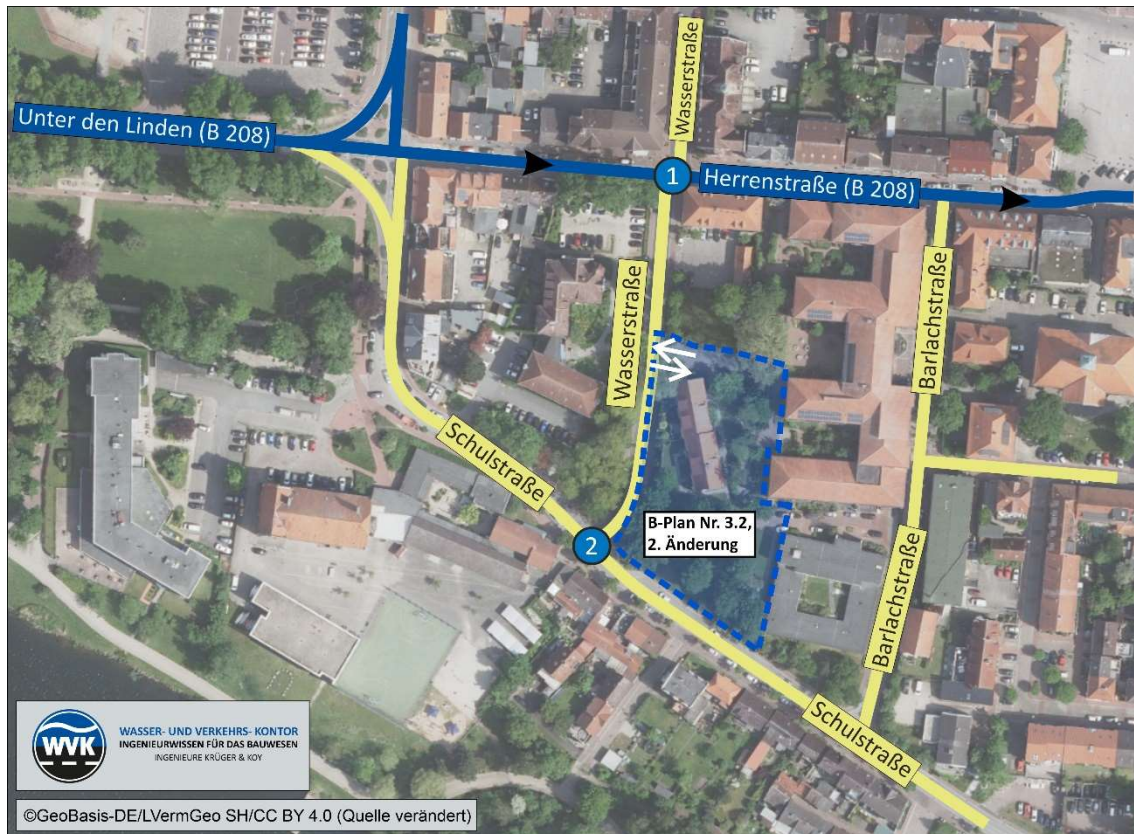 Unter den Linden (B 208)
Wasserstraße
1
Herrenstraße (B 208)
Wasserstraße
Barlachstraße
Schulstraße
2
B-Plan Nr. 3.2,
2. Änderung
Barlachstraße
Schulstraße
WVK
WASSER- UND VERKEHRS- KONTOR
INGENIEURWISSEN FÜR DAS BAUWESEN
INGENIEURE KRÜGER & KOY
©GeoBasis-DE/LVermGeo SH/CC BY 4.0 (Quelle verändert)